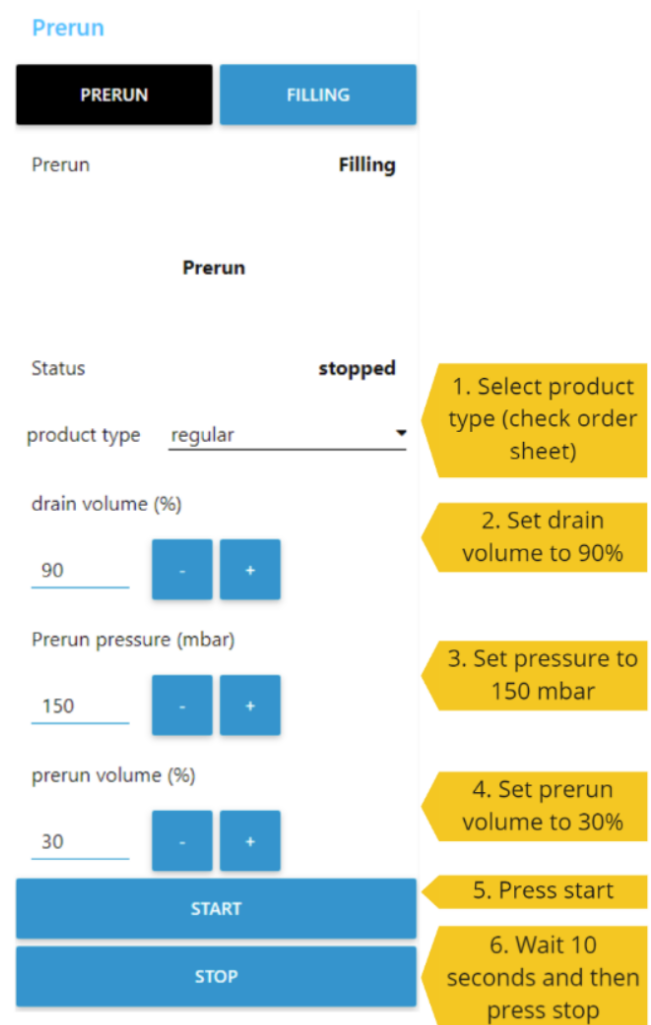 Prerun
PRERUN
FILLING
Prerun
Filling
Prerun
Status
stopped
product type
regular
1. Select product
type (check order
sheet)
drain volume (%)
90
-
+
2. Set drain
volume to 90%
Prerun pressure (mbar)
150
-
+
3. Set pressure to
150 mbar
prerun volume (%)
30
-
+
4. Set prerun
volume to 30%
START
5. Press start
STOP
6. Wait 10
seconds and then
press stop